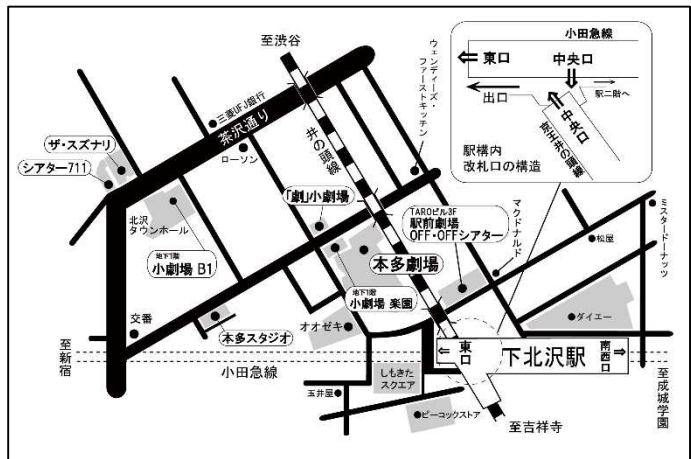 至渋谷
三菱UFJ銀行
茶沢通り
ローソン
井の頭線
ウェンディーズ・
ファーストキッチン
ザ・スズナリ
シアター711
北沢
タウンホール
地下1階
小劇場 B1
「劇」小劇場
本多劇場
TAROビル3F
駅前劇場
OFF・OFFシアター
マクドナルド
松屋
ミスタードーナッツ
地下1階
小劇場 楽園
オオゼキ
本多スタジオ
交番
至新宿
小田急線
しもきた
スクエア
玉井屋
ピーコックストア
⇦東口
下北沢駅
南西口⇨
ダイエー
至成城学園
至吉祥寺
小田急線
東口
中央口
出口
駅二階へ
中央口
京王井の頭線
駅構内
改札口の構造